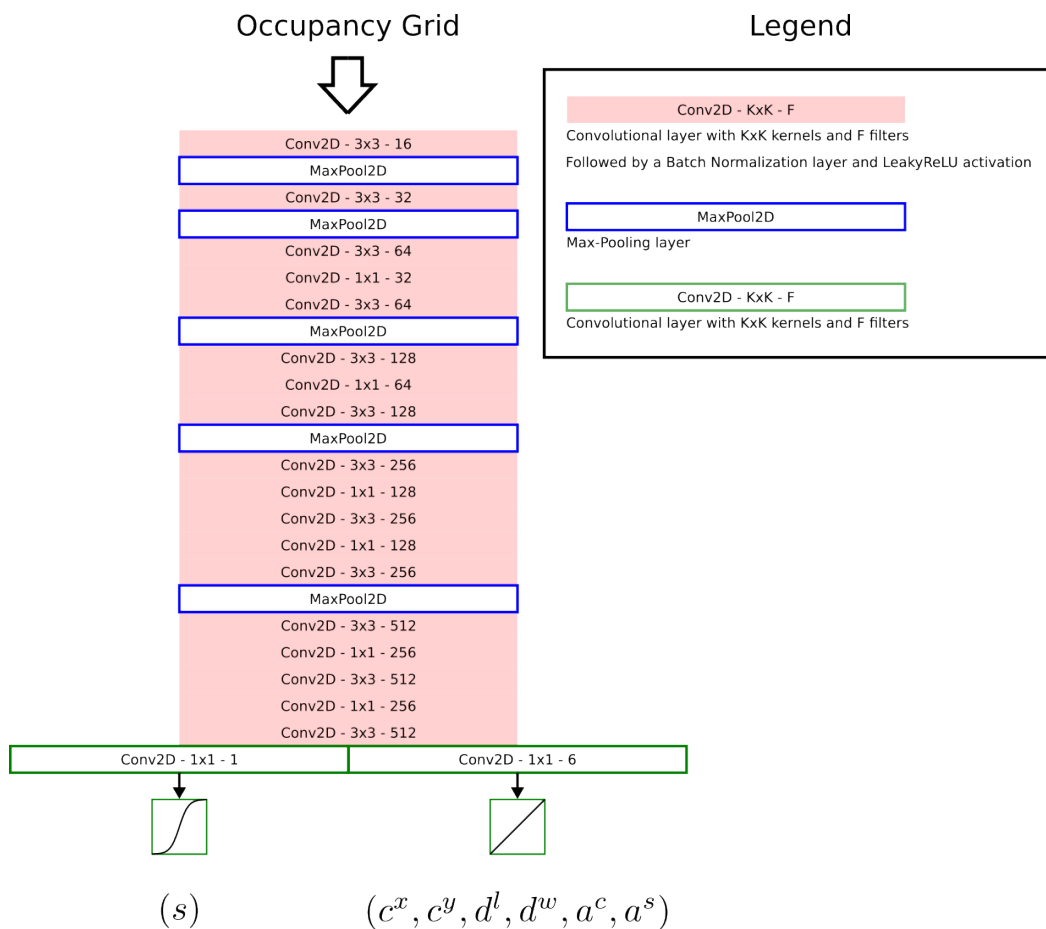 Occupancy Grid
Conv2D - 3x3 - 16
MaxPool2D
Conv2D - 3x3 - 32
MaxPool2D
Conv2D - 3x3 - 64
Conv2D - 1x1 - 32
Conv2D - 3x3 - 64
MaxPool2D
Conv2D - 3x3 - 128
Conv2D - 1x1 - 64
Conv2D - 3x3 - 128
MaxPool2D
Conv2D - 3x3 - 256
Conv2D - 1x1 - 128
Conv2D - 3x3 - 256
Conv2D - 1x1 - 128
Conv2D - 3x3 - 256
MaxPool2D
Conv2D - 3x3 - 512
Conv2D - 1x1 - 256
Conv2D - 3x3 - 512
Conv2D - 1x1 - 256
Conv2D - 3x3 - 512
Conv2D - 1x1 - 1
Conv2D - 1x1 - 6
(s)
(c^x, c^y, d^l, d^w, a^c, a^s)
Legend
Conv2D - KxK - F
Convolutional layer with KxK kernels and F filters
Followed by a Batch Normalization layer and LeakyReLU activation
MaxPool2D
Max-Pooling layer
Conv2D - KxK - F
Convolutional layer with KxK kernels and F filters